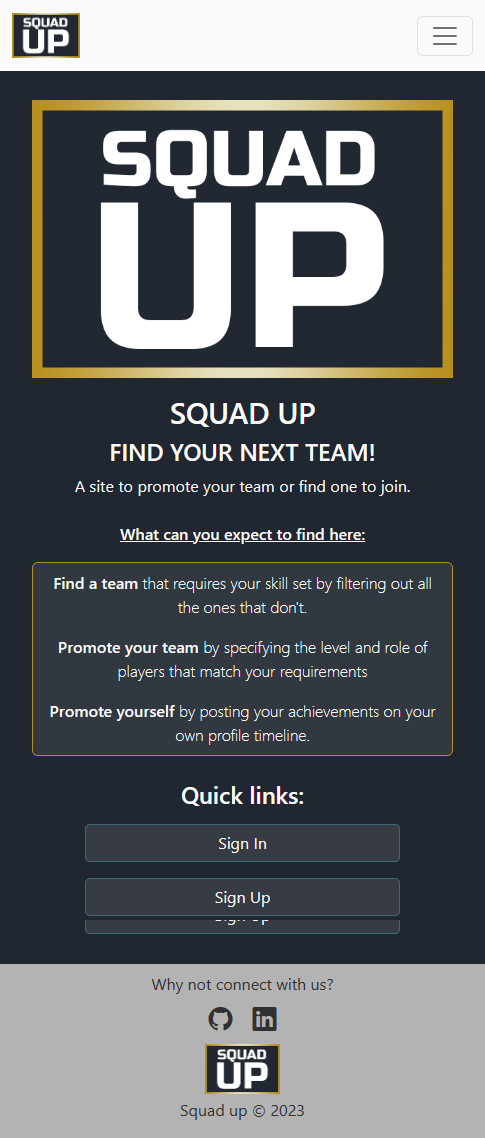 SQUAD
UP
SQUAD
UP
SQUAD UP
FIND YOUR NEXT TEAM!
A site to promote your team or find one to join.
What can you expect to find here:
Find a team that requires your skill set by filtering out all
the ones that don't.
Promote your team by specifying the level and role of
players that match your requirements
Promote yourself by posting your achievements on your
own profile timeline.
Quick links:
Sign In
Sign Up
Sign Up
Why not connect with us?
in
SQUAD
UP
Squad up © 2023